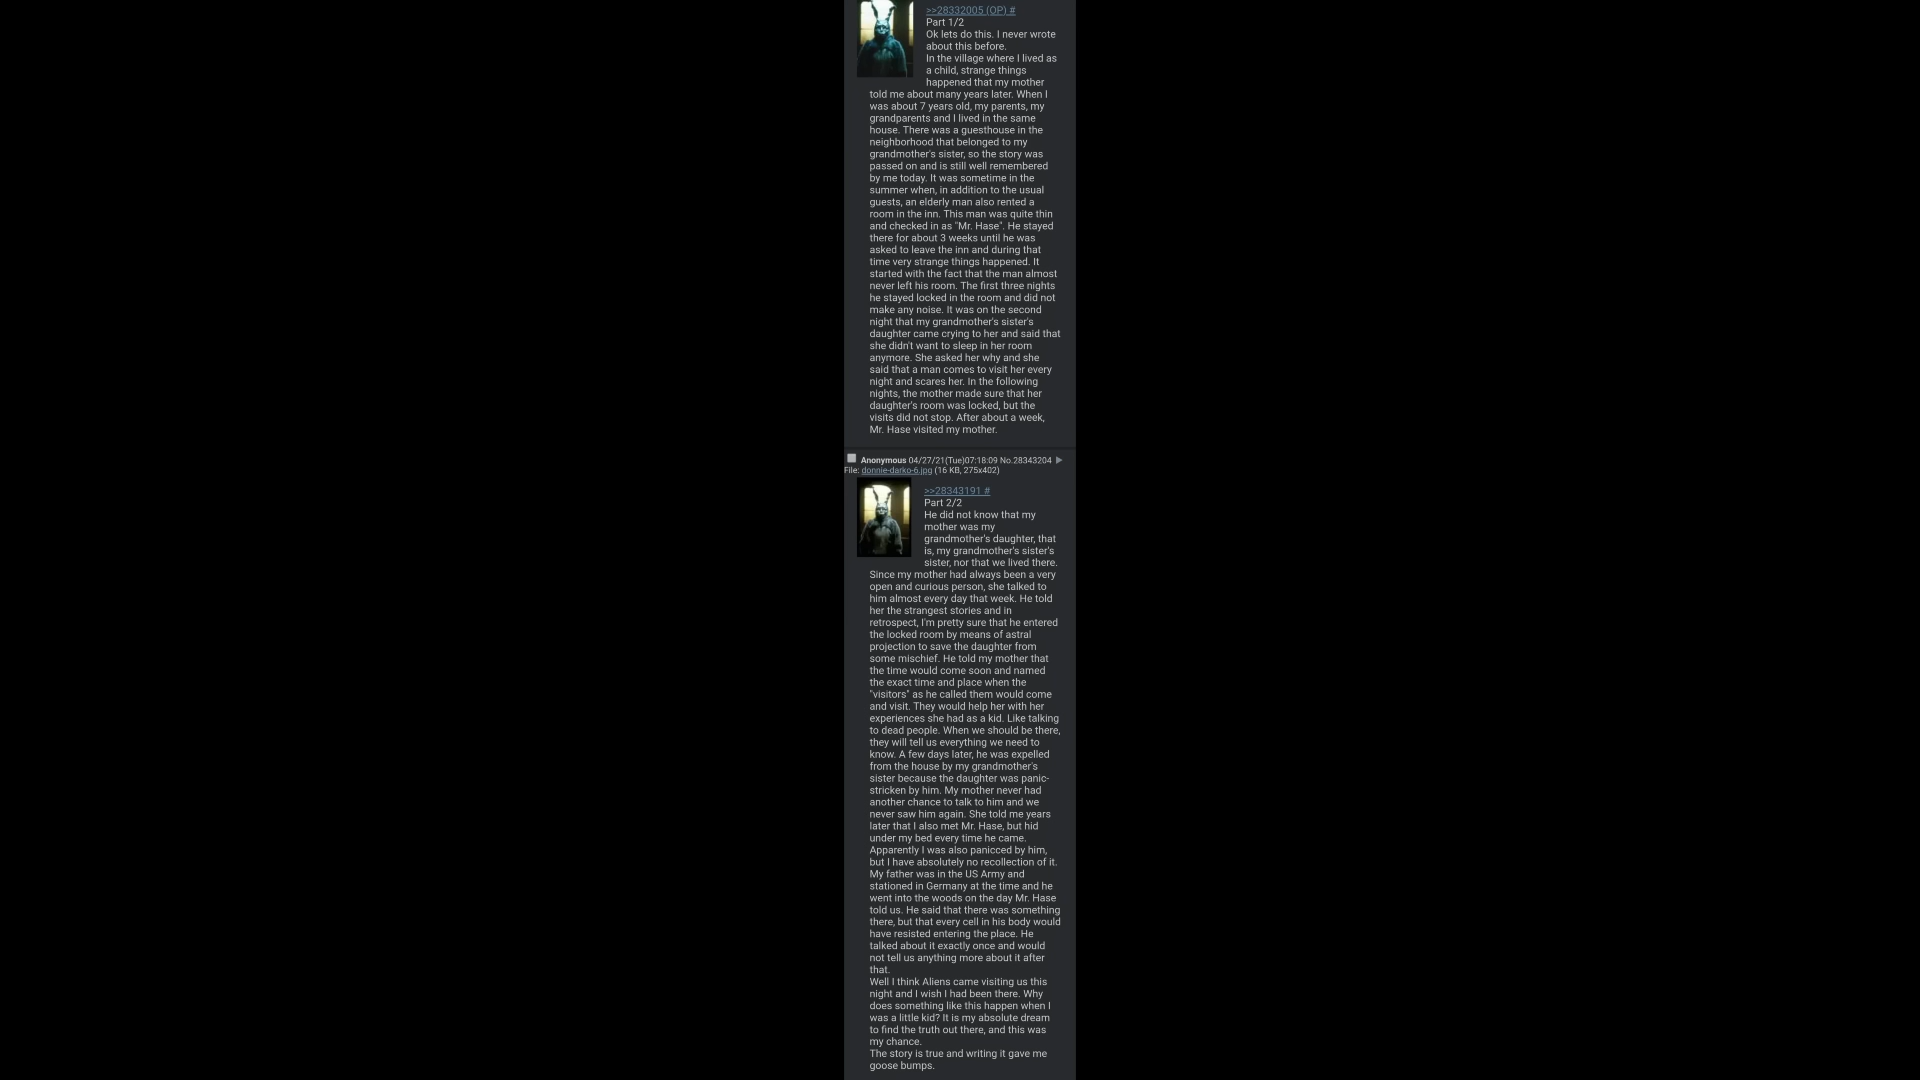 >>28332005 (OP) #
Part 1/2
Ok lets do this. I never wrote
about this before.
In the village where I lived as
a child, strange things
happened that my mother
told me about many years later. When I
was about 7 years old, my parents, my
grandparents and I lived in the same
house. There was a guesthouse in the
neighborhood that belonged to my
grandmother's sister, so the story was
passed on and is still well remembered
by me today. It was sometime in the
summer when, in addition to the usual
guests, an elderly man also rented a
room in the inn. This man was quite thin
and checked in as "Mr. Hase". He stayed
there for about 3 weeks until he was
asked to leave the inn and during that
time very strange things happened. It
started with the fact that the man almost
never left his room. The first three nights
he stayed locked in the room and did not
make any noise. It was on the second
night that my grandmother's sister's
daughter came crying to her and said that
she didn't want to sleep in her room
anymore. She asked her why and she
said that a man comes to visit her every
night and scares her. In the following
nights, the mother made sure that her
daughter's room was locked, but the
visits did not stop. After about a week,
Mr. Hase visited my mother.
Anonymous 04/27/21(Tue)07:18:09 No.28343204 ▶
File: donnie-darko-6.jpg (16 KB, 275x402)
>>28343191 #
Part 2/2
He did not know that my
mother was my
grandmother's daughter, that
is, my grandmother's sister's
sister, nor that we lived there.
Since my mother had always been a very
open and curious person, she talked to
him almost every day that week. He told
her the strangest stories and in
retrospect, I'm pretty sure that he entered
the locked room by means of astral
projection to save the daughter from
some mischief. He told my mother that
the time would come soon and named
the exact time and place when the
"visitors" as he called them would come
and visit. They would help her with her
experiences she had as a kid. Like talking
to dead people. When we should be there,
they will tell us everything we need to
know. A few days later, he was expelled
from the house by my grandmother's
sister because the daughter was panic-
stricken by him. My mother never had
another chance to talk to him and we
never saw him again. She told me years
later that I also met Mr. Hase, but hid
under my bed every time he came.
Apparently I was also panicced by him,
but I have absolutely no recollection of it.
My father was in the US Army and
stationed in Germany at the time and he
went into the woods on the day Mr. Hase
told us. He said that there was something
there, but that every cell in his body would
have resisted entering the place. He
talked about it exactly once and would
not tell us anything more about it after
that.
Well I think Aliens came visiting us this
night and I wish I had been there. Why
does something like this happen when I
was a little kid? It is my absolute dream
to find the truth out there, and this was
my chance.
The story is true and writing it gave me
goose bumps.